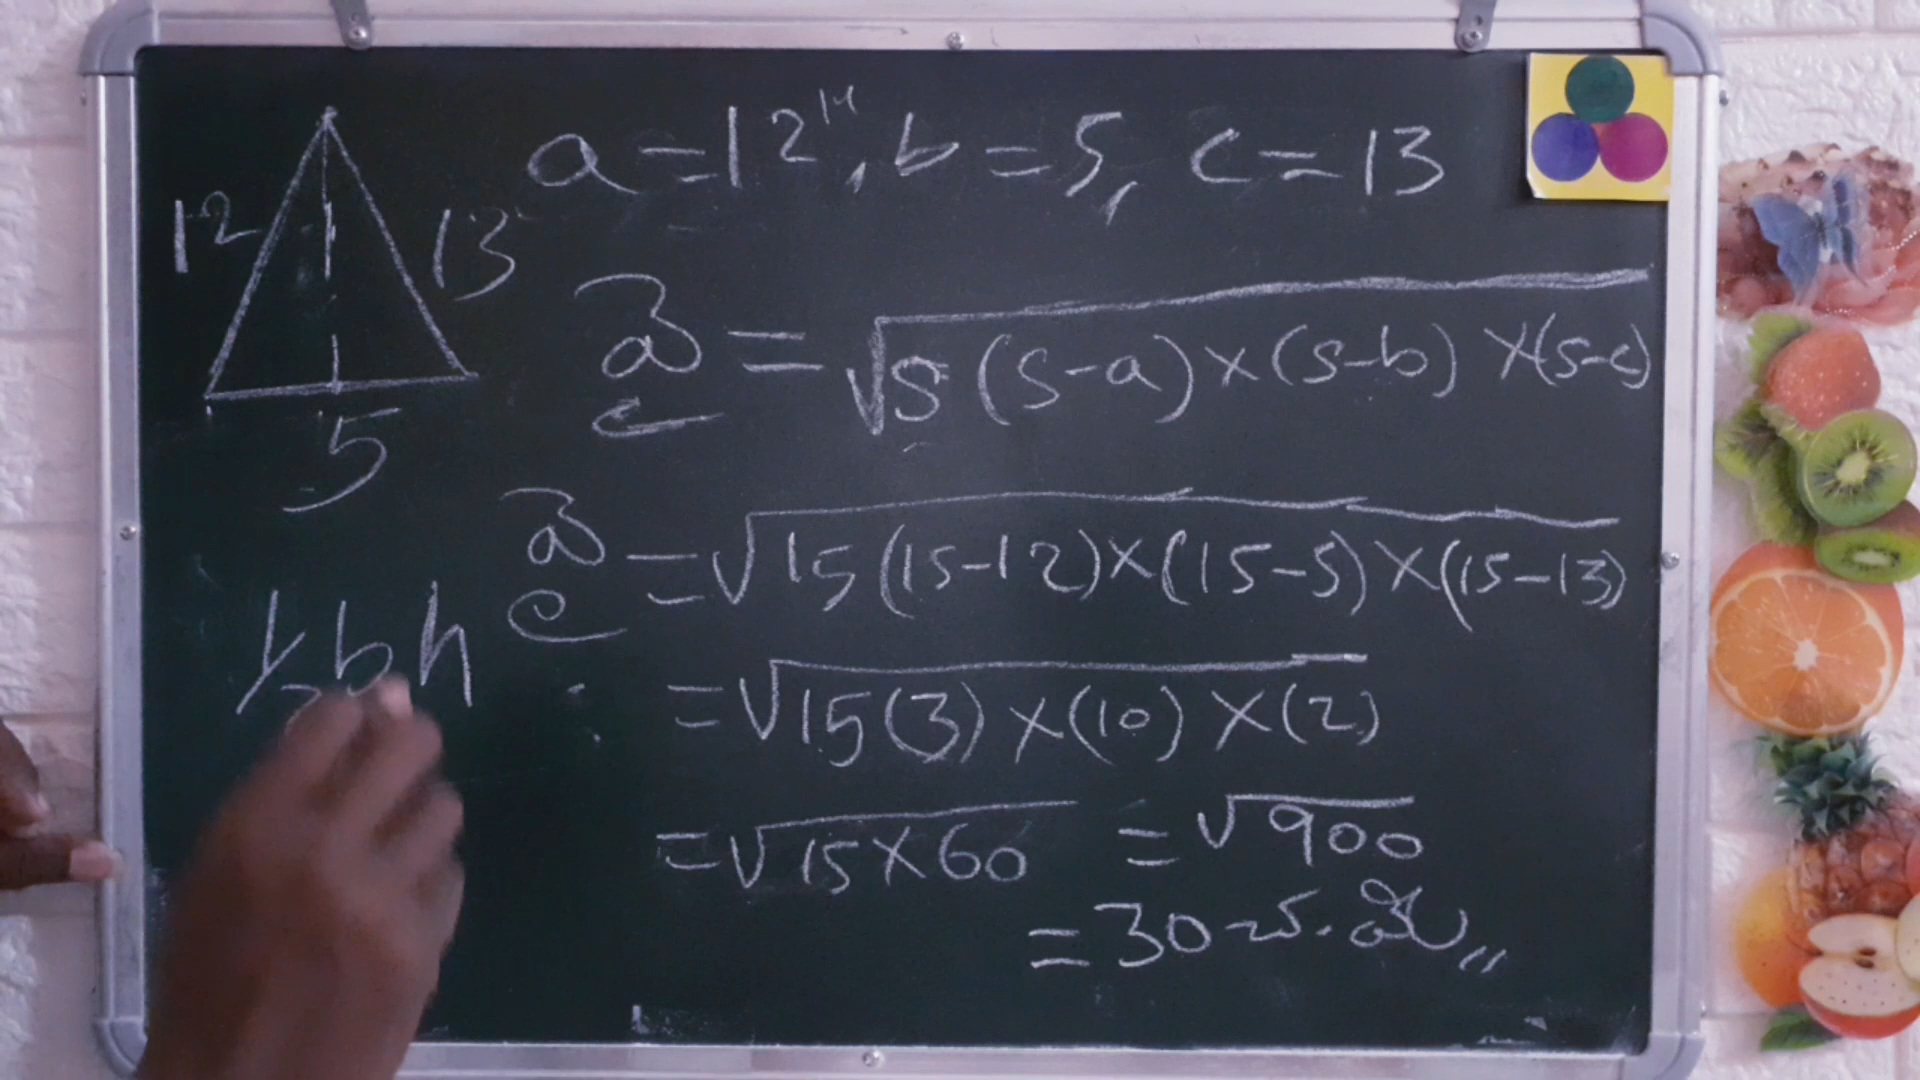 a = 12", b = 5, c = 13
12
13
5
= √S (S-a) × (S-b) × (S-c)
= √15 (15-12) × (15-5) × (15-13)
½ b h
= √15 (3) × (10) × (2)
= √15 × 60 = √900
= 30